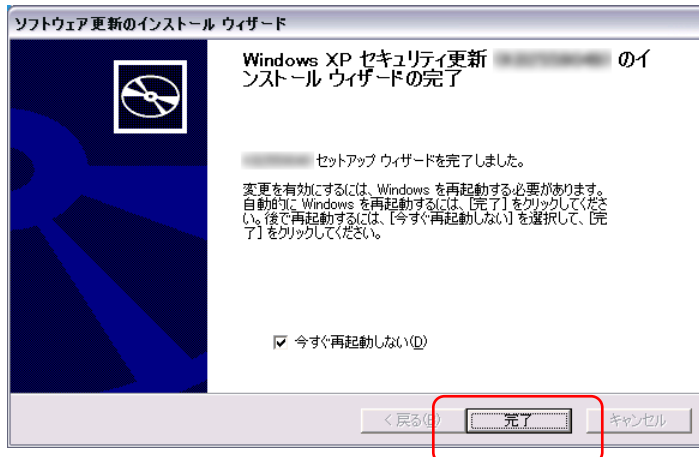 ソフトウェア更新のインストール ウィザード
Windows XP セキュリティ更新 のイ
ンストール ウィザードの完了
セットアップ ウィザードを完了しました。
変更を有効にするには、Windows を再起動する必要があります。
自動的に Windows を再起動するには、[完了] をクリックしてくださ
い。後で再起動するには、[今すぐ再起動しない] を選択して、[完
了] をクリックしてください。
今すぐ再起動しない(D)
< 戻る(B) 完了 キャンセル